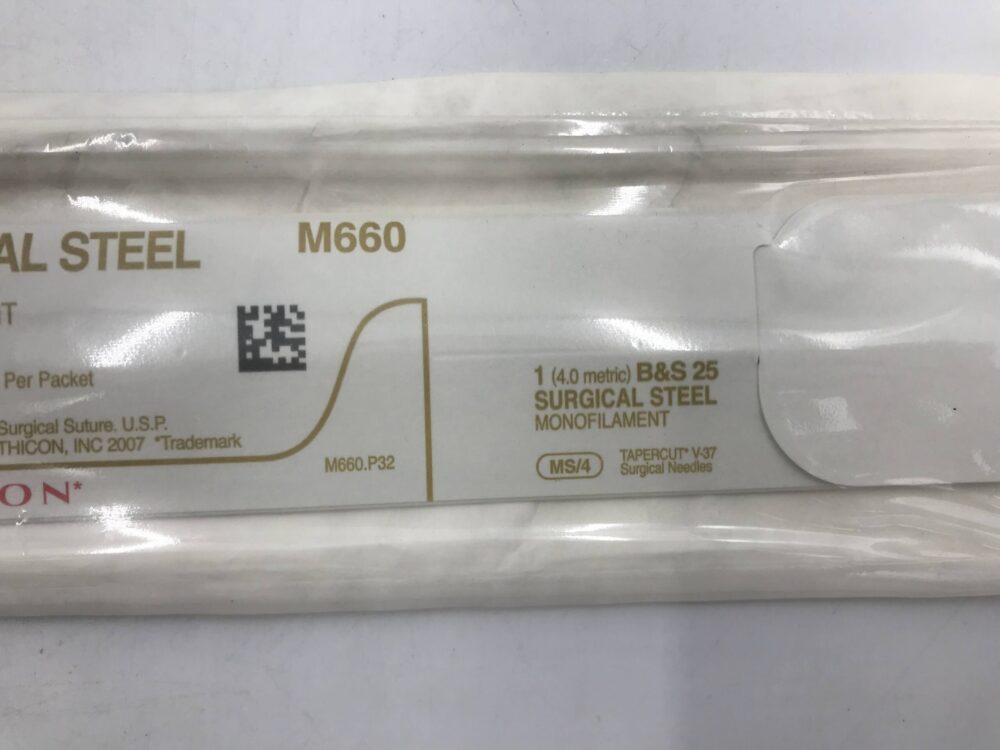 AL STEEL
M660
NT
Per Packet
Surgical Suture. U.S.P.
THICON, INC 2007 *Trademark
M660.P32
ON*
1 (4.0 metric) B&S 25
SURGICAL STEEL
MONOFILAMENT
MS/4
TAPERCUT* V-37
Surgical Needles